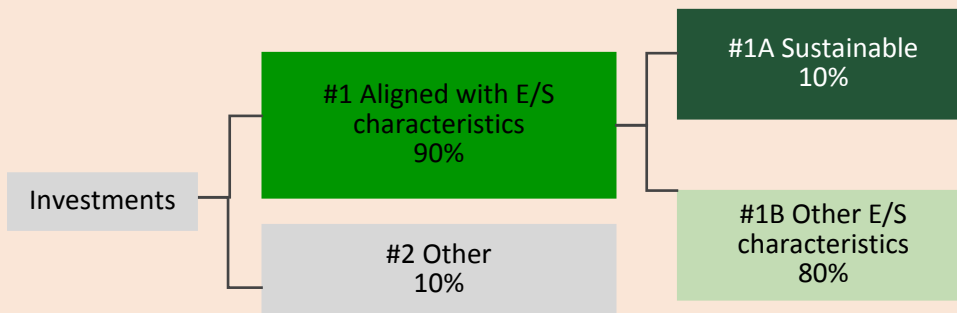 Investments
#1 Aligned with E/S
characteristics
90%
#2 Other
10%
#1A Sustainable
10%
#1B Other E/S
characteristics
80%